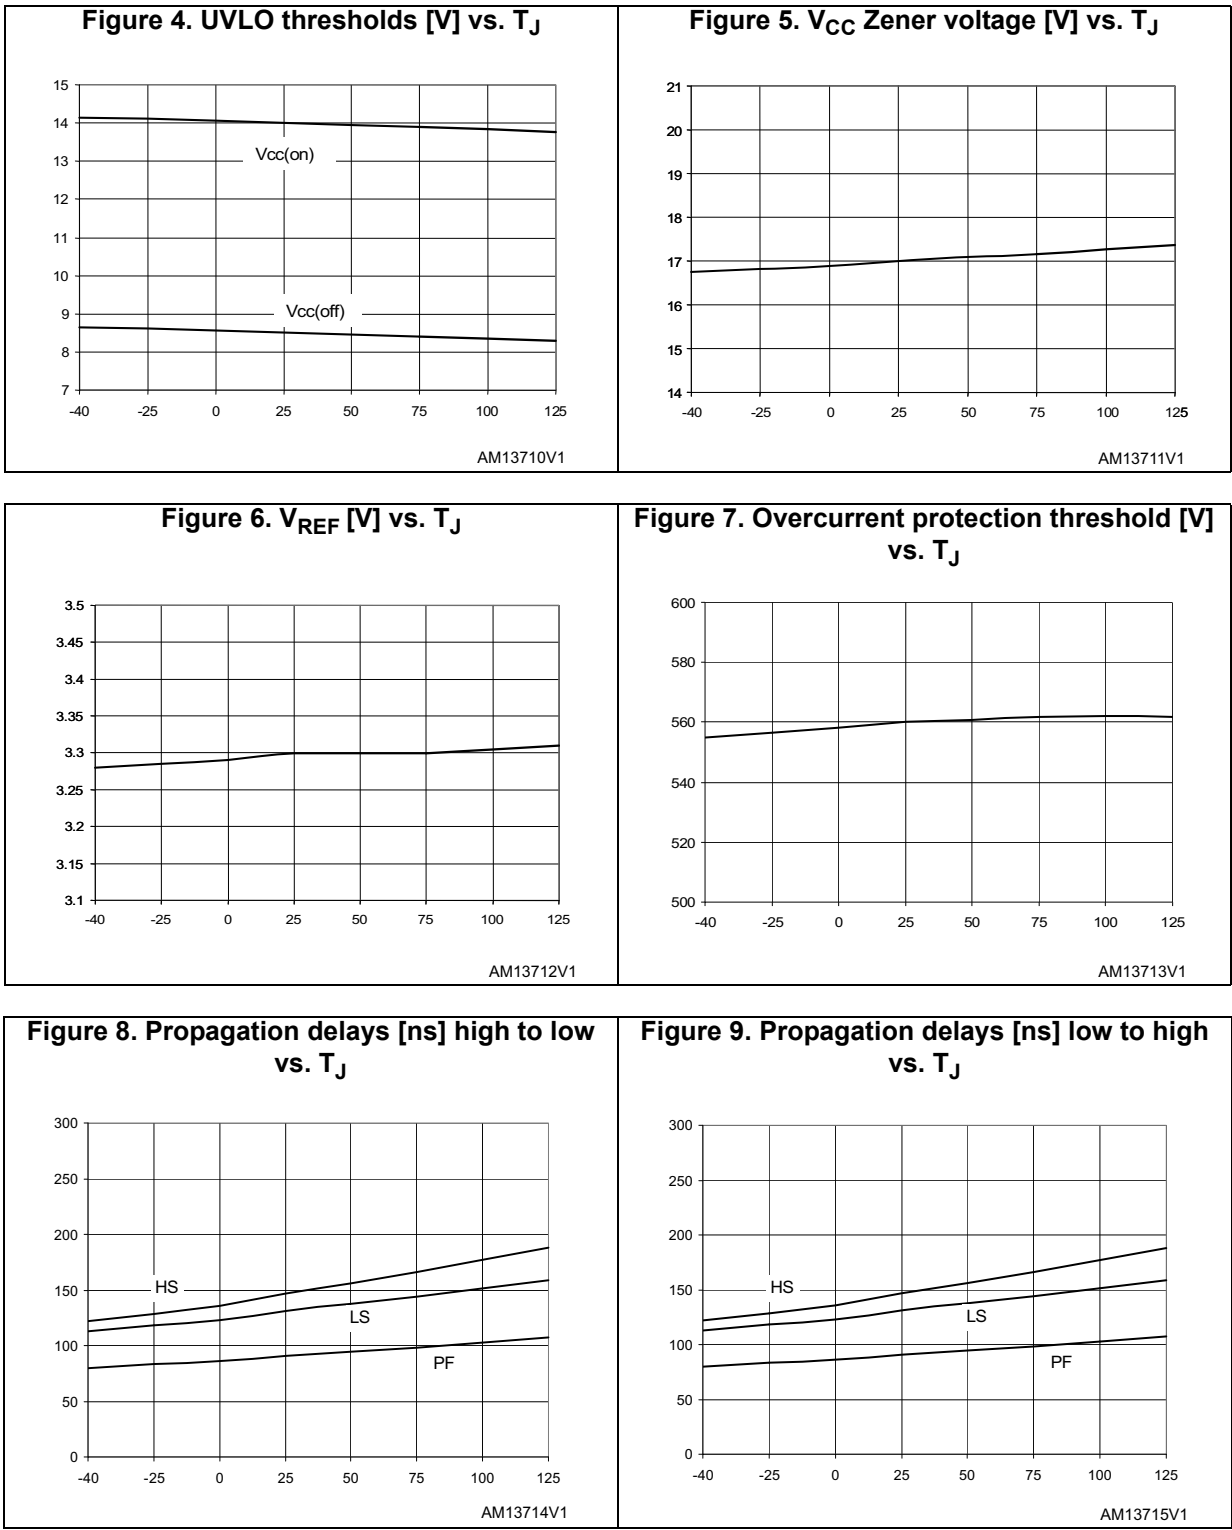 Figure 4. UVLO thresholds [V] vs. TJ
15
14
13
12
11
10
9
8
7
Vcc(on)
Vcc(off)
-40 -25 0 25 50 75 100 125
AM13710V1
Figure 5. VCC Zener voltage [V] vs. TJ
21
20
19
18
17
16
15
14
-40 -25 0 25 50 75 100 125
AM13711V1
Figure 6. VREF [V] vs. TJ
3.5
3.45
3.4
3.35
3.3
3.25
3.2
3.15
3.1
-40 -25 0 25 50 75 100 125
AM13712V1
Figure 7. Overcurrent protection threshold [V]
vs. TJ
600
580
560
540
520
500
-40 -25 0 25 50 75 100 125
AM13713V1
Figure 8. Propagation delays [ns] high to low
vs. TJ
300
250
200
150
100
50
0
HS
LS
PF
-40 -25 0 25 50 75 100 125
AM13714V1
Figure 9. Propagation delays [ns] low to high
vs. TJ
300
250
200
150
100
50
0
HS
LS
PF
-40 -25 0 25 50 75 100 125
AM13715V1